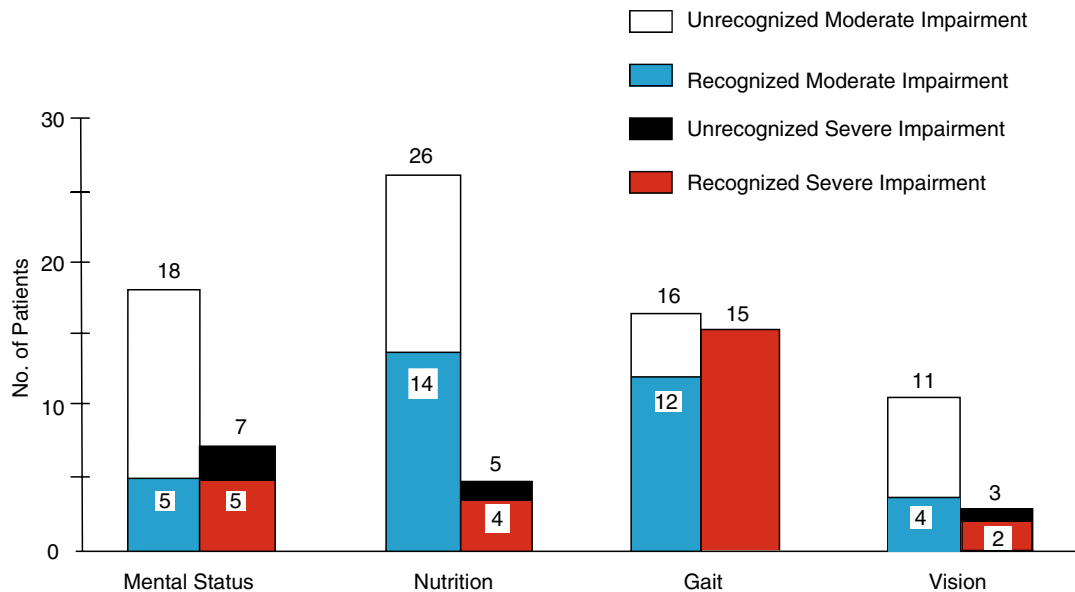 Unrecognized Moderate Impairment
Recognized Moderate Impairment
Unrecognized Severe Impairment
Recognized Severe Impairment
No. of Patients
30
20
10
0
18
5
7
5
26
14
5
4
16
12
15
11
4
3
2
Mental Status
Nutrition
Gait
Vision